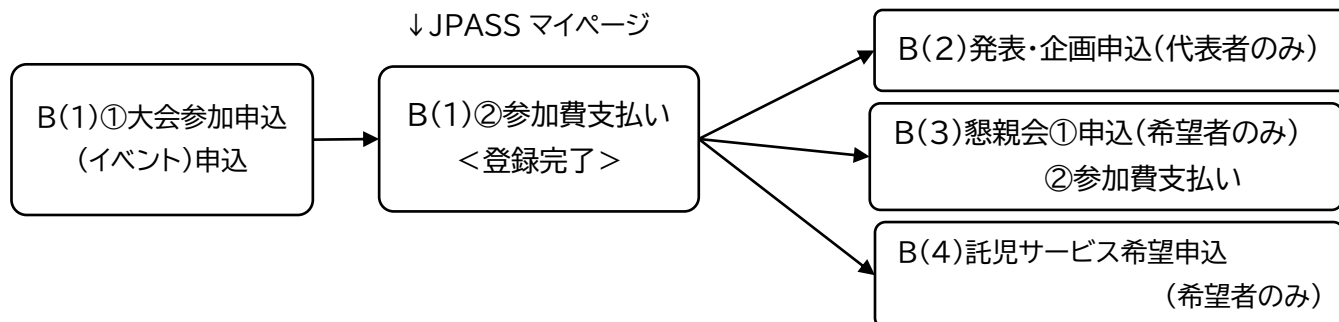 ↓JPASS マイページ
B(1)①大会参加申込
(イベント)申込
B(1)②参加費支払い
＜登録完了＞
B(2)発表・企画申込(代表者のみ)
B(3)懇親会①申込(希望者のみ)
②参加費支払い
B(4)託児サービス希望申込
(希望者のみ)